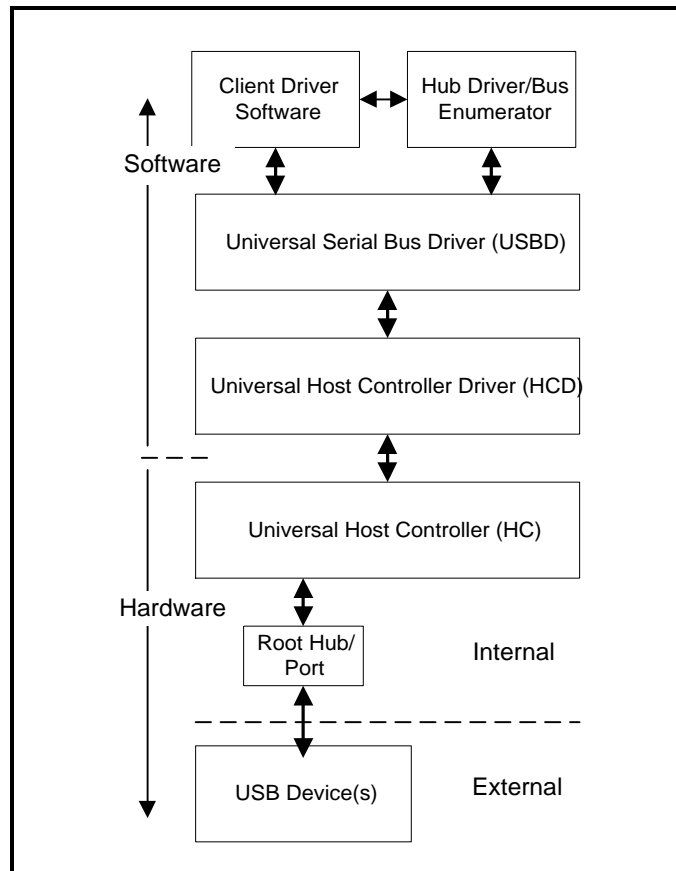 Client Driver
Software
Hub Driver/Bus
Enumerator
Software
Universal Serial Bus Driver (USBD)
Universal Host Controller Driver (HCD)
Universal Host Controller (HC)
Hardware
Root Hub/
Port
Internal
USB Device(s)
External